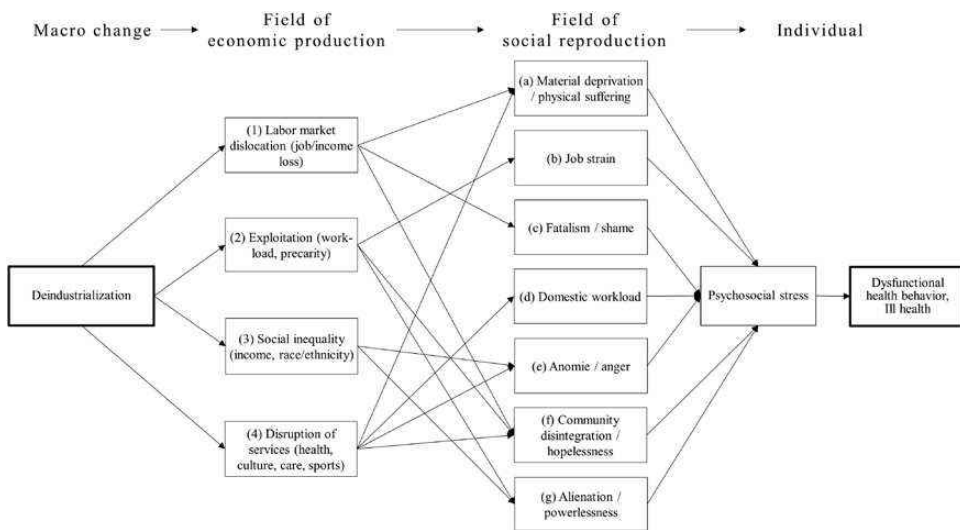 Macro change
Field of
economic production
Field of
social reproduction
Individual
Deindustrialization
(1) Labor market
dislocation (job/income
loss)
(2) Exploitation (work-
load, precarity)
(3) Social inequality
(income, race/ethnicity)
(4) Disruption of
services (health,
culture, care, sports)
(a) Material deprivation
/ physical suffering
(b) Job strain
(c) Fatalism / shame
(d) Domestic workload
(e) Anomie / anger
(f) Community
disintegration /
hopelessness
(g) Alienation /
powerlessness
Psychosocial stress
Dysfunctional
health behavior,
Ill health